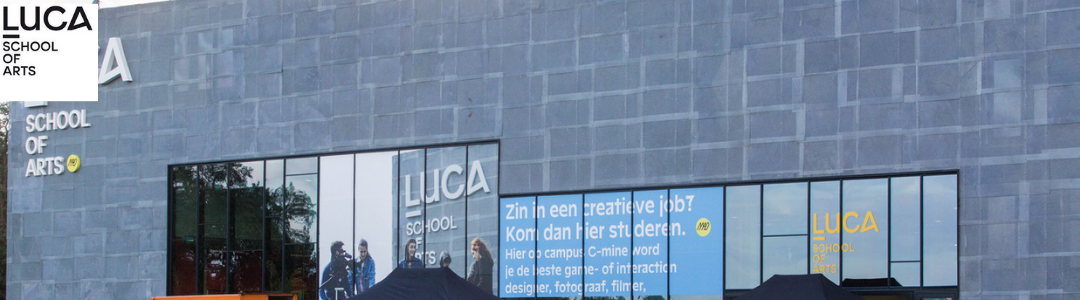 LUCA
SCHOOL
OF
ARTS
SCHOOL
OF
ARTS
LUCA
SCHOOL
OF
ARTS
Zin in een creatieve job?
Kom dan hier studeren.
Hier op campus C-mine word
je de beste game- of interaction
designer, fotograaf, filmer,
LUCA
SCHOOL
OF
ARTS